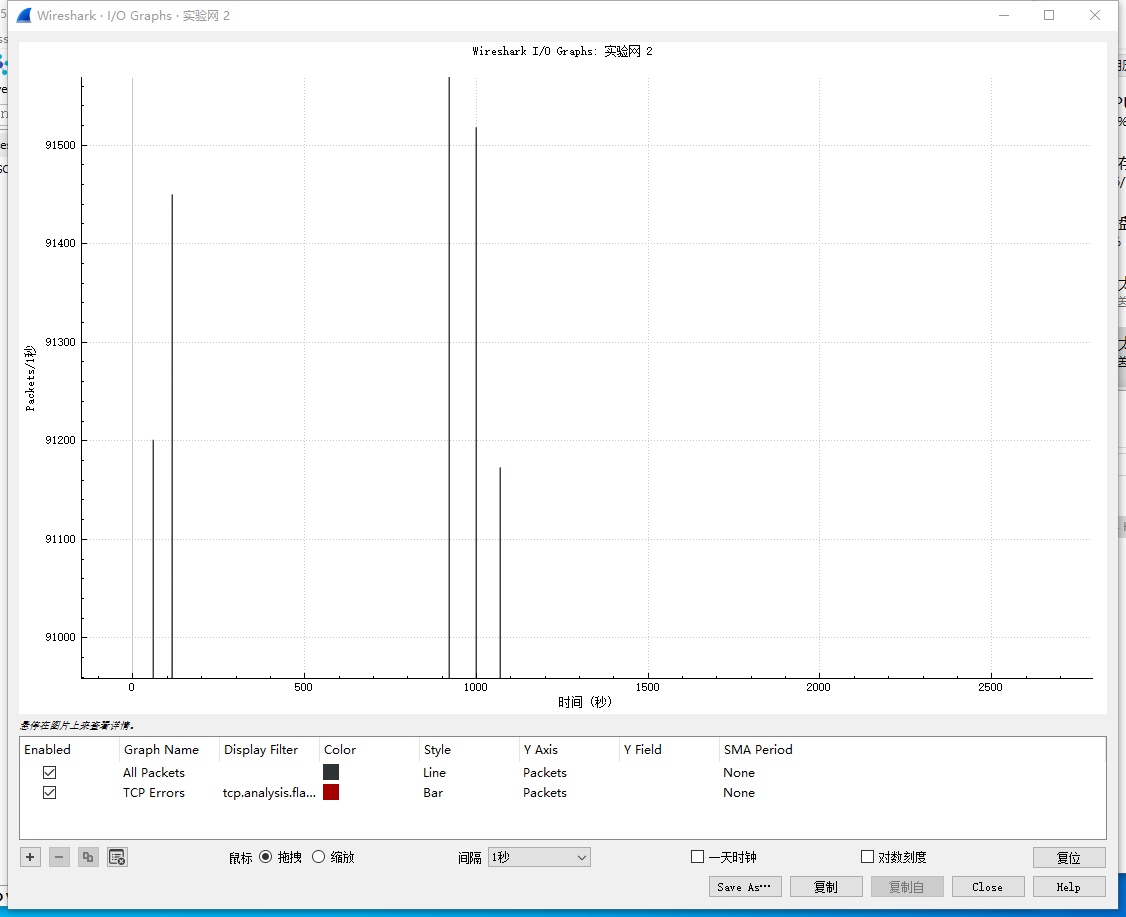 Wireshark · I/O Graphs · 实验网 2
Wireshark I/O Graphs: 实验网 2
91500
91400
91300
91200
91100
91000
Packets/1秒
0 500 1000 1500 2000 2500
时间 (秒)
悬停在图片上来查看详情。
Enabled Graph Name Display Filter Color Style Y Axis Y Field SMA Period
All Packets Line Packets None
TCP Errors tcp.analysis.fla... Bar Packets None
鼠标 拖拽 缩放 间隔 1秒 一天时钟 对数刻度 复位
Save As… 复制 复制自 Close Help